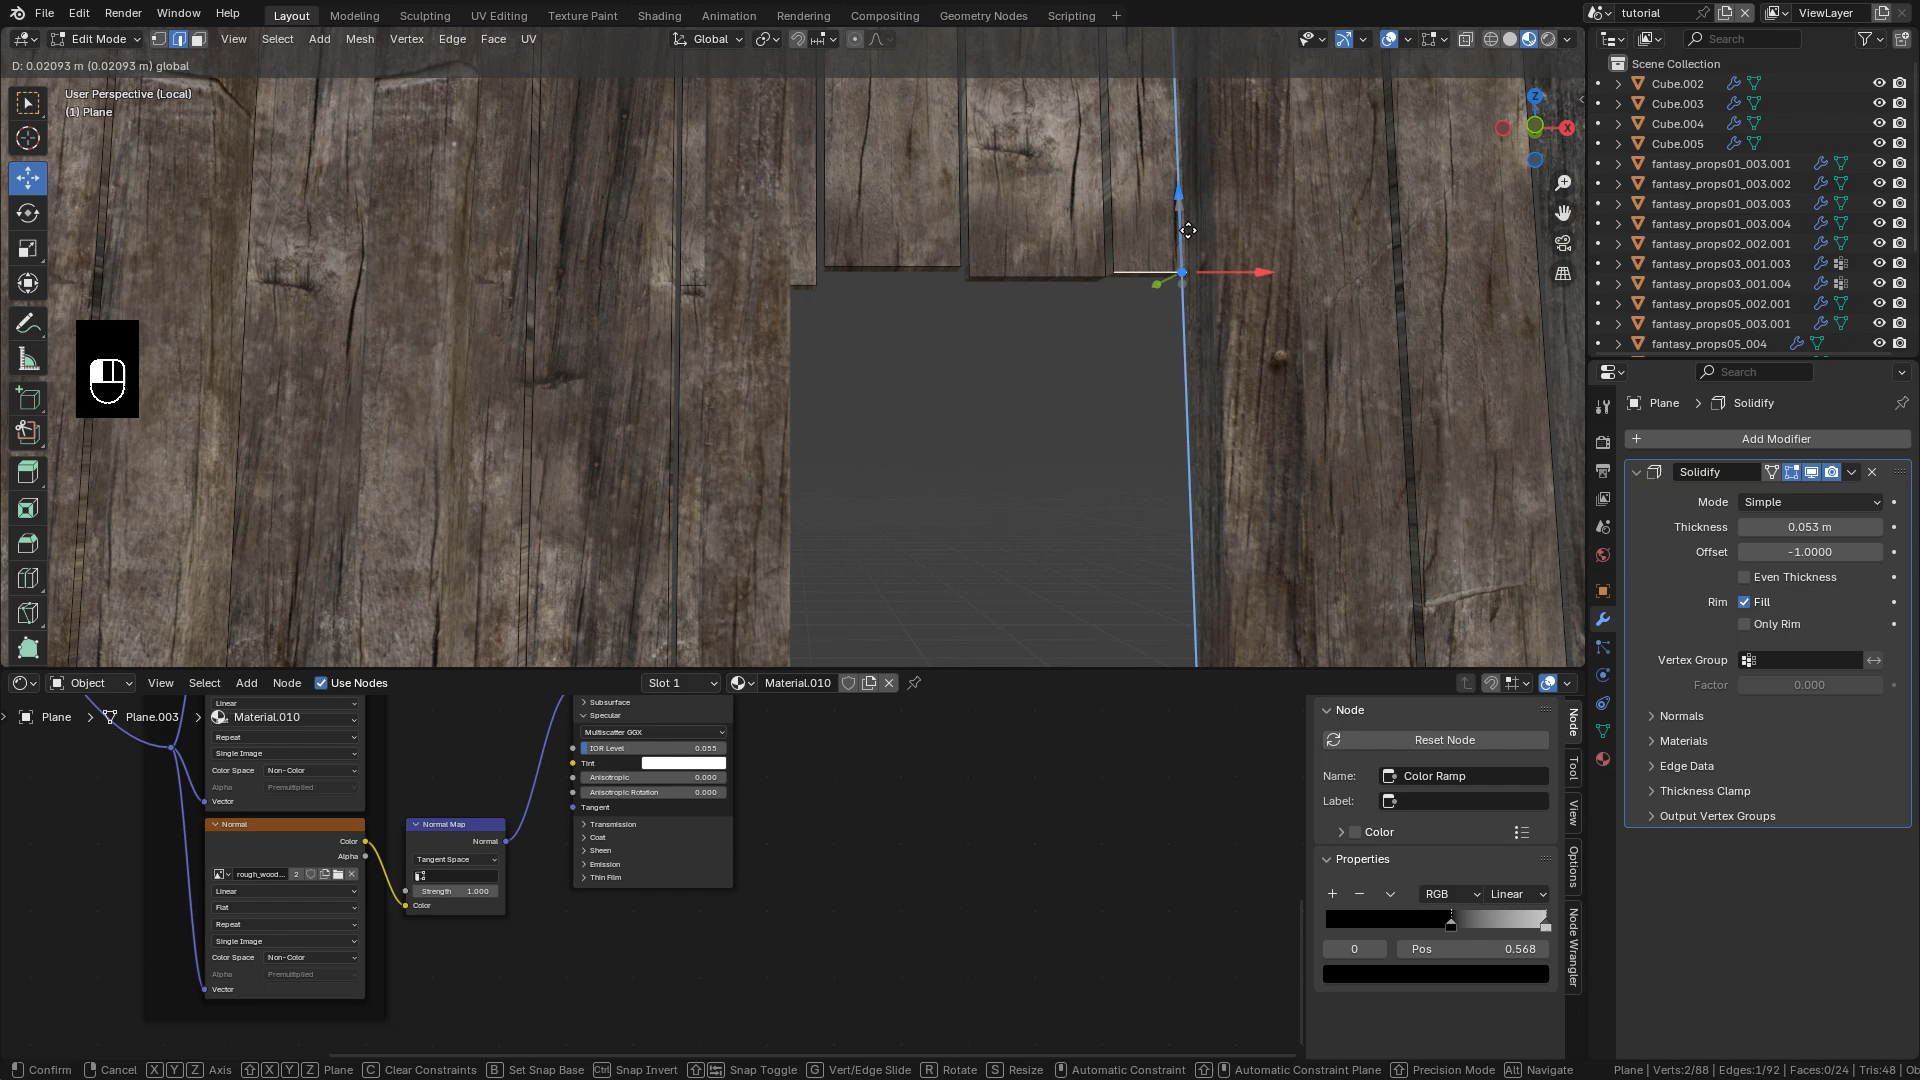 File Edit Render Window Help Layout Modeling Sculpting UV Editing Texture Paint Shading Animation Rendering Compositing Geometry Nodes Scripting + tutorial ViewLayer
Edit Mode View Select Add Mesh Vertex Edge Face UV Global Search
D: 0.02093 m (0.02093 m) global
User Perspective (Local)
(1) Plane
Z
X
Scene Collection
Cube.002
Cube.003
Cube.004
Cube.005
fantasy_props01_003.001
fantasy_props01_003.002
fantasy_props01_003.003
fantasy_props01_003.004
fantasy_props02_002.001
fantasy_props03_001.003
fantasy_props03_001.004
fantasy_props05_002.001
fantasy_props05_003.001
fantasy_props05_004
Search
Plane > Solidify
+ Add Modifier
Solidify
Mode Simple
Thickness 0.053 m
Offset -1.0000
Even Thickness
Rim Fill
Only Rim
Vertex Group
Factor 0.000
Normals
Materials
Edge Data
Thickness Clamp
Output Vertex Groups
Object View Select Add Node Use Nodes Slot 1 Material.010
Plane > Plane.003 > Material.010
Linear
Repeat
Single Image
Color Space Non-Color
Alpha Premultiplied
Vector
Normal
Color
Alpha
rough_wood... 2
Linear
Flat
Repeat
Single Image
Color Space Non-Color
Alpha Premultiplied
Vector
Normal Map
Normal
Tangent Space
Strength 1.000
Color
Subsurface
Specular
Multiscatter GGX
IOR Level 0.055
Tint
Anisotropic 0.000
Anisotropic Rotation 0.000
Tangent
Transmission
Coat
Sheen
Emission
Thin Film
Node
Reset Node
Name: Color Ramp
Label:
Color
Properties
+ − RGB Linear
0 Pos 0.568
Node
Tool
View
Options
Node Wrangler
Confirm Cancel X Y Z Axis X Y Z Plane C Clear Constraints B Set Snap Base Ctrl Snap Invert Snap Toggle G Vert/Edge Slide R Rotate S Resize Automatic Constraint Automatic Constraint Plane Precision Mode Alt Navigate Plane | Verts:2/88 | Edges:1/92 | Faces:0/24 | Tris:48 | Ob